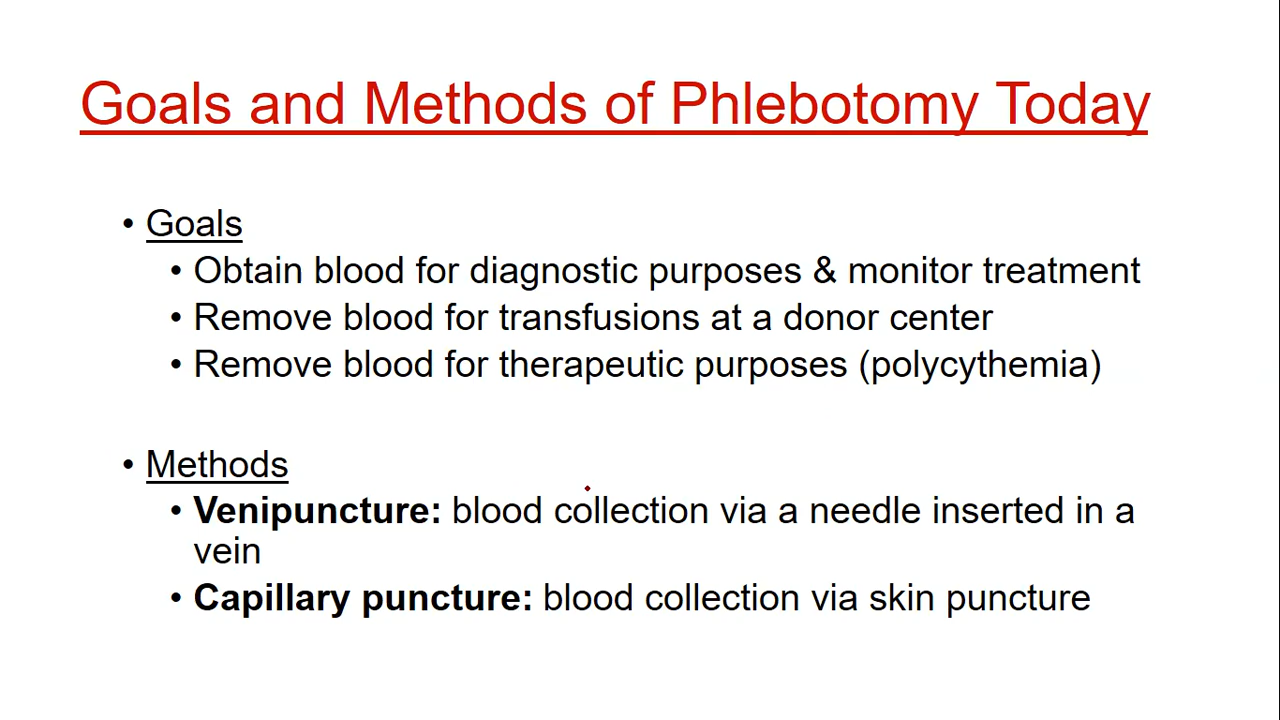 Goals and Methods of Phlebotomy Today
• Goals
• Obtain blood for diagnostic purposes & monitor treatment
• Remove blood for transfusions at a donor center
• Remove blood for therapeutic purposes (polycythemia)
• Methods
• Venipuncture: blood collection via a needle inserted in a
vein
• Capillary puncture: blood collection via skin puncture